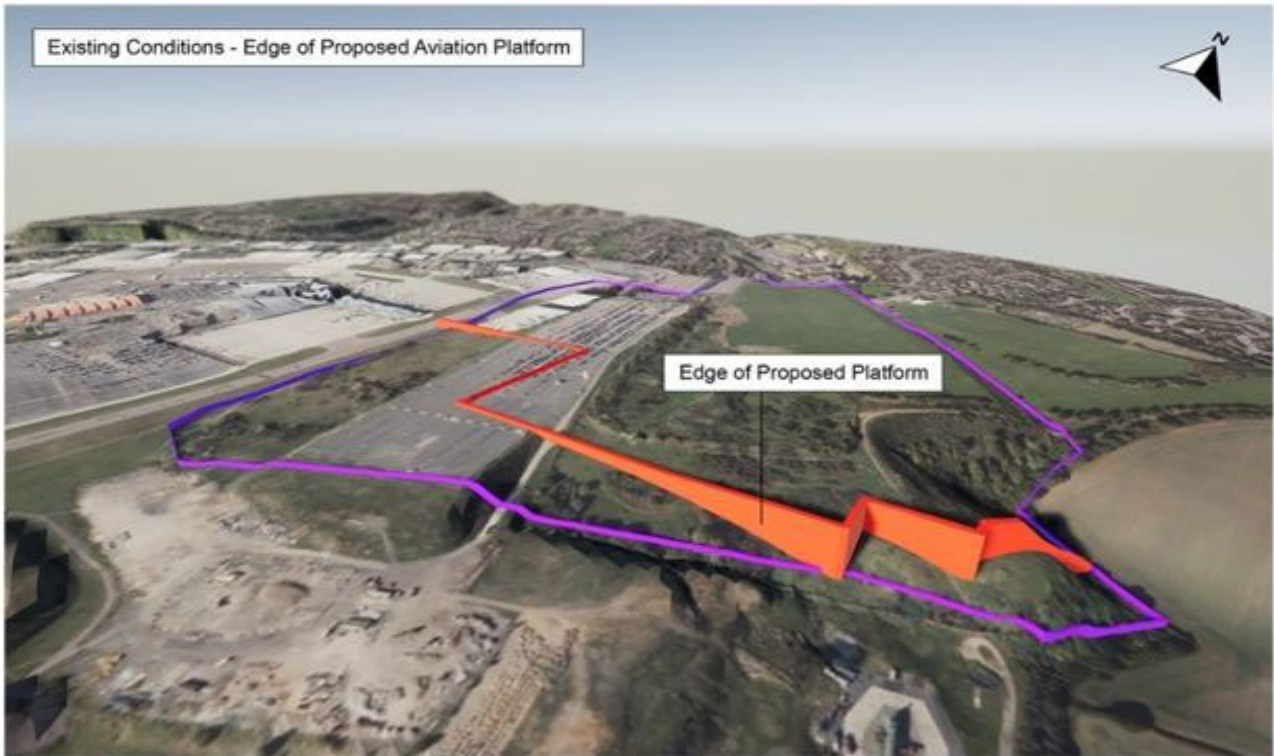 Existing Conditions - Edge of Proposed Aviation Platform
N
Edge of Proposed Platform